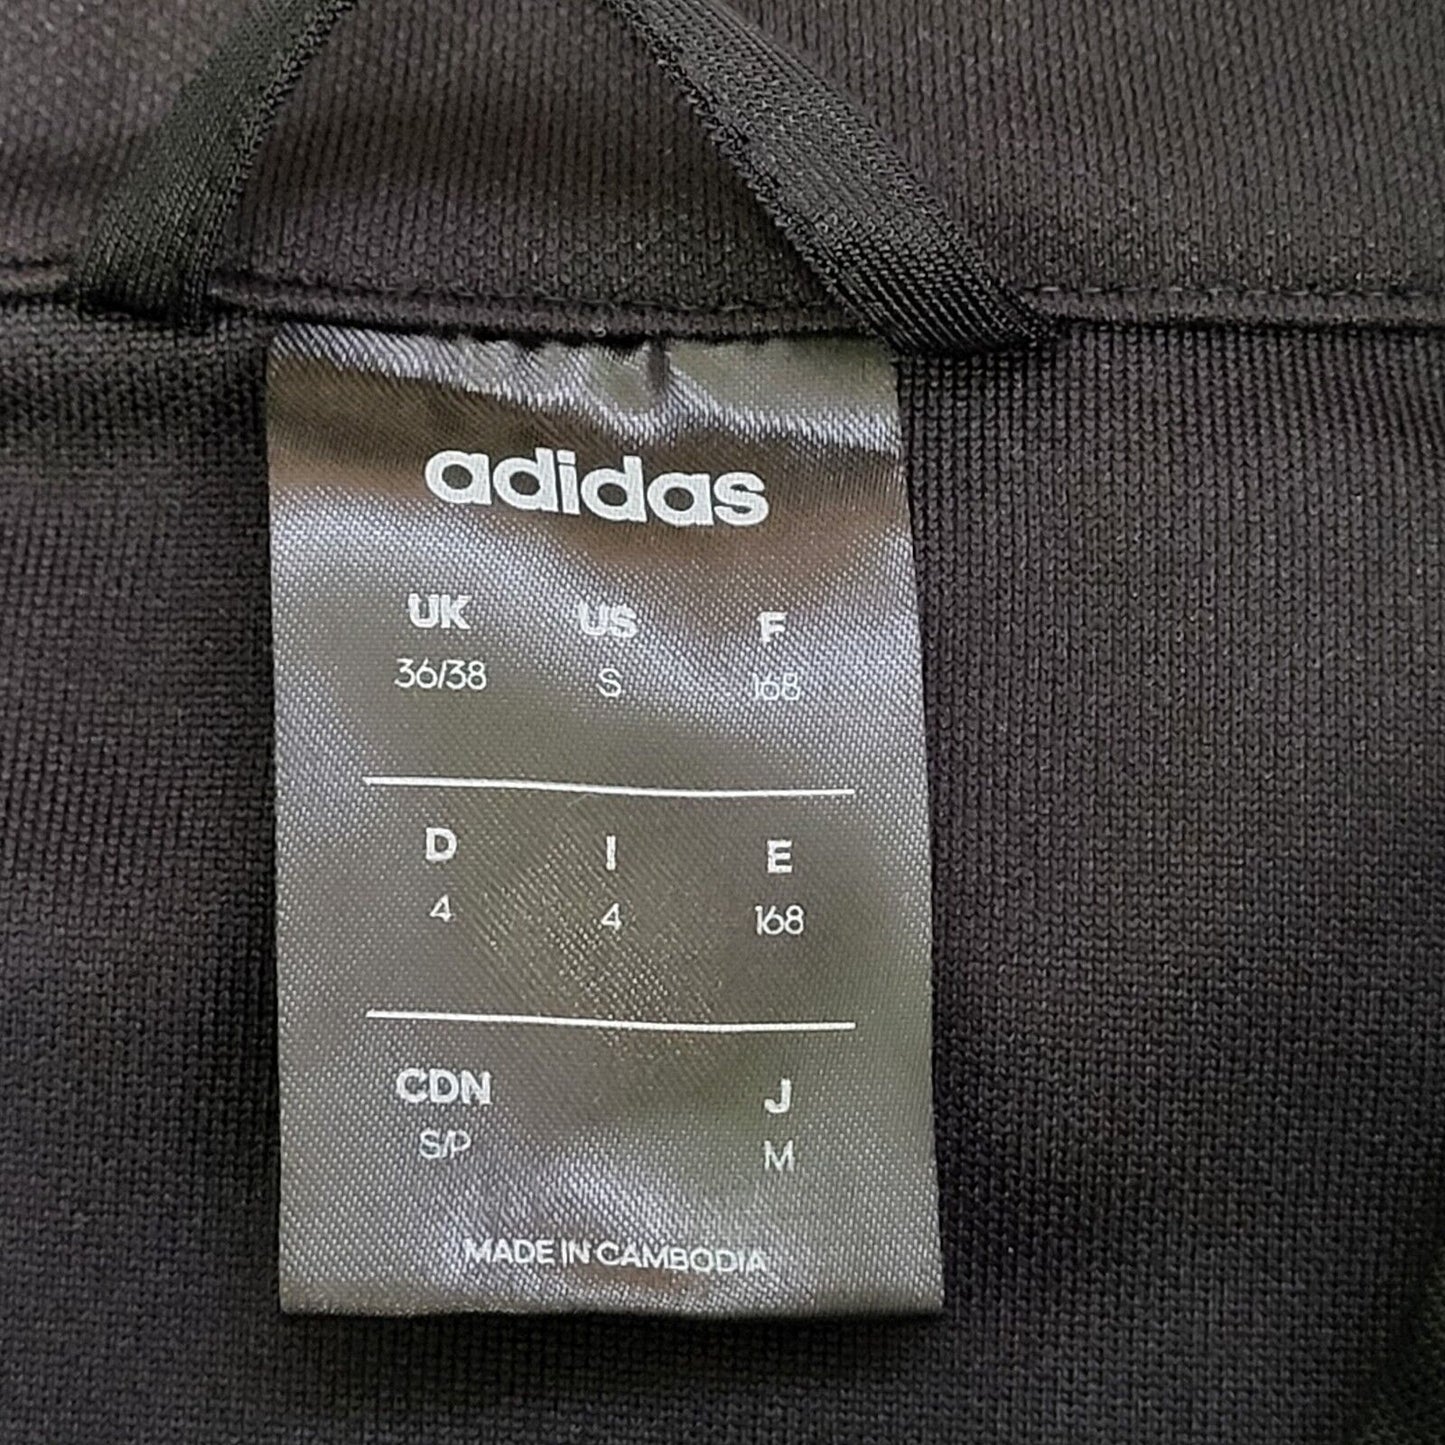 adidas
UK US F
36/38 S 168
D I E
4 4 168
CDN J
S/P M
MADE IN CAMBODIA